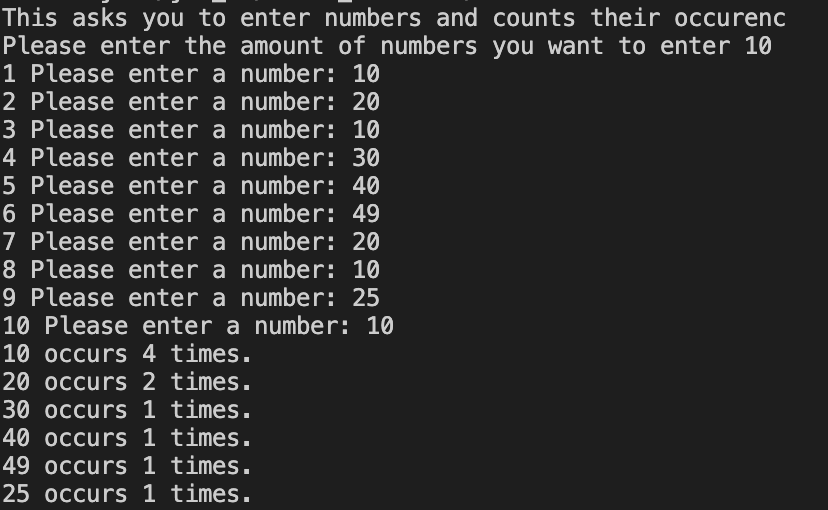 This asks you to enter numbers and counts their occurenc
Please enter the amount of numbers you want to enter 10
1 Please enter a number: 10
2 Please enter a number: 20
3 Please enter a number: 10
4 Please enter a number: 30
5 Please enter a number: 40
6 Please enter a number: 49
7 Please enter a number: 20
8 Please enter a number: 10
9 Please enter a number: 25
10 Please enter a number: 10
10 occurs 4 times.
20 occurs 2 times.
30 occurs 1 times.
40 occurs 1 times.
49 occurs 1 times.
25 occurs 1 times.